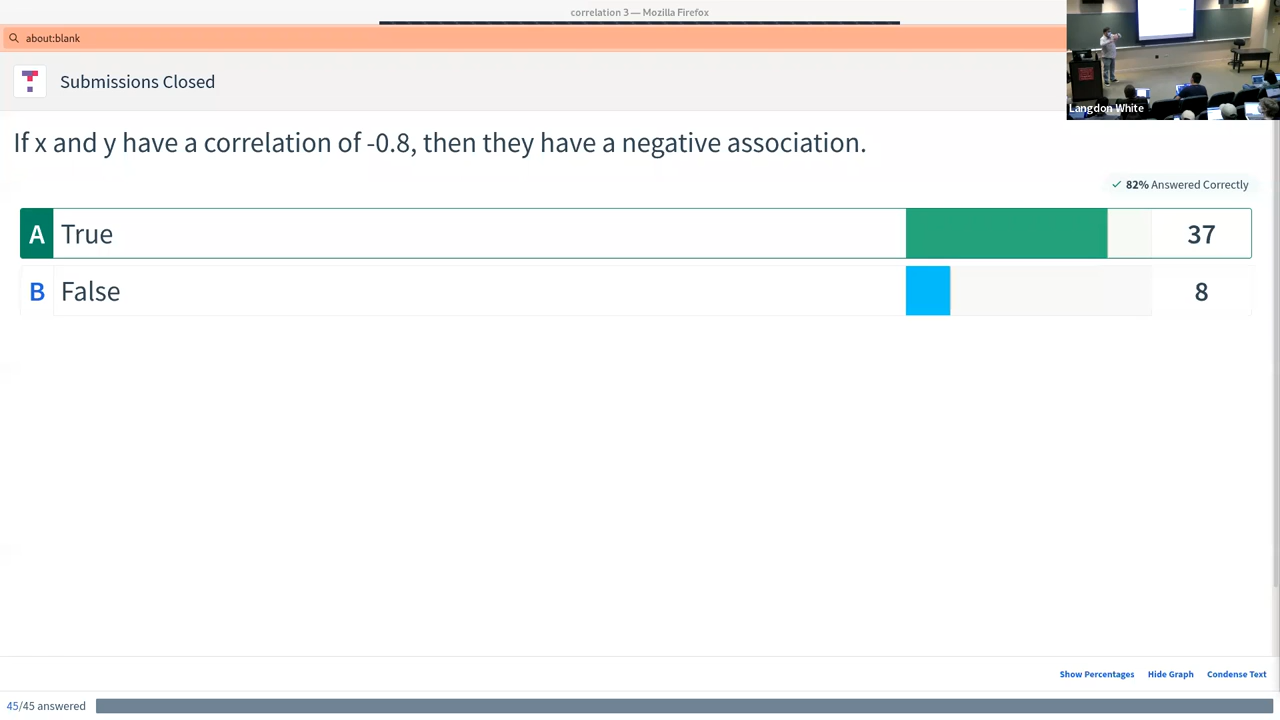 correlation 3 — Mozilla Firefox
about:blank
Submissions Closed
Langdon White
If x and y have a correlation of -0.8, then they have a negative association.
✓ 82% Answered Correctly
A True 37
B False 8
Show Percentages Hide Graph Condense Text
45/45 answered